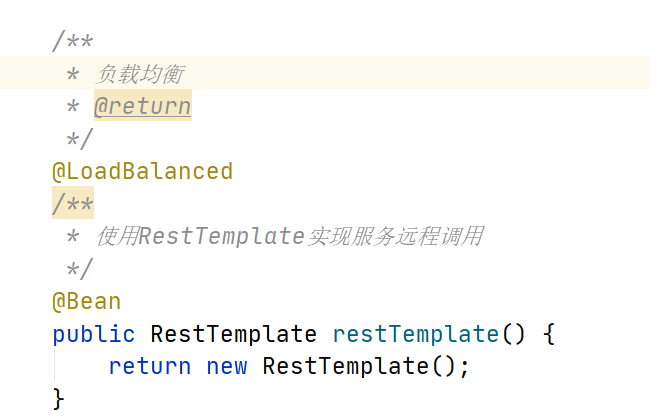 /**
 * 负载均衡
 * @return
 */
@LoadBalanced
/**
 * 使用RestTemplate实现服务远程调用
 */
@Bean
public RestTemplate restTemplate() {
    return new RestTemplate();
}